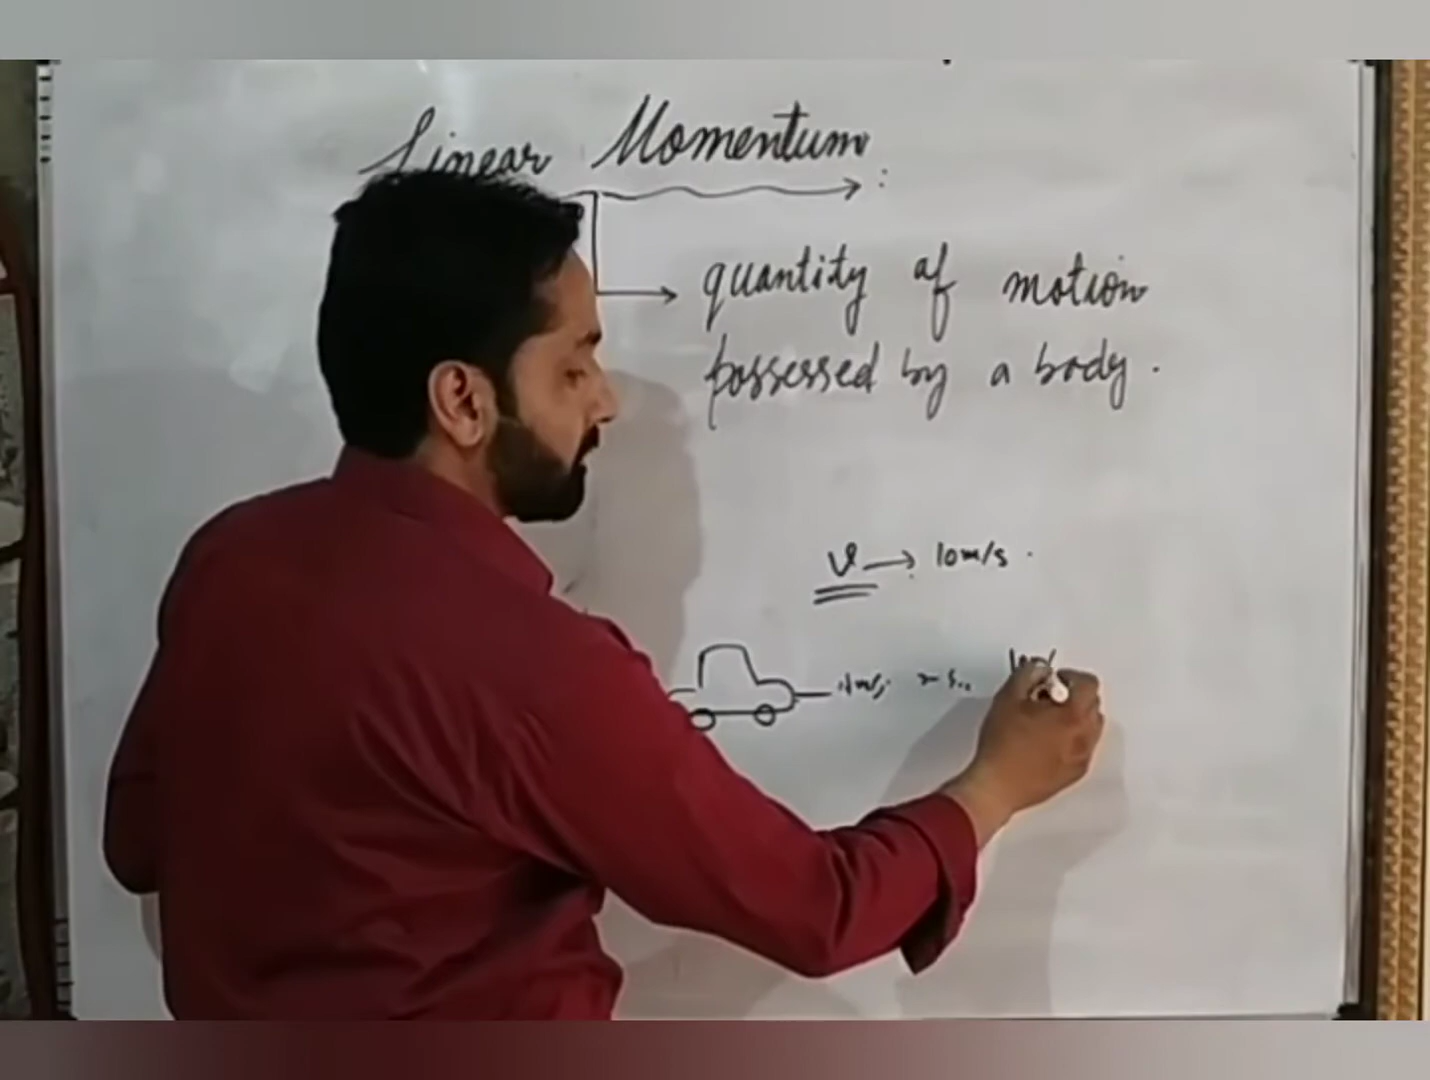 Linear Momentum :
quantity of motion
possessed by a body .
v → 10m/s .